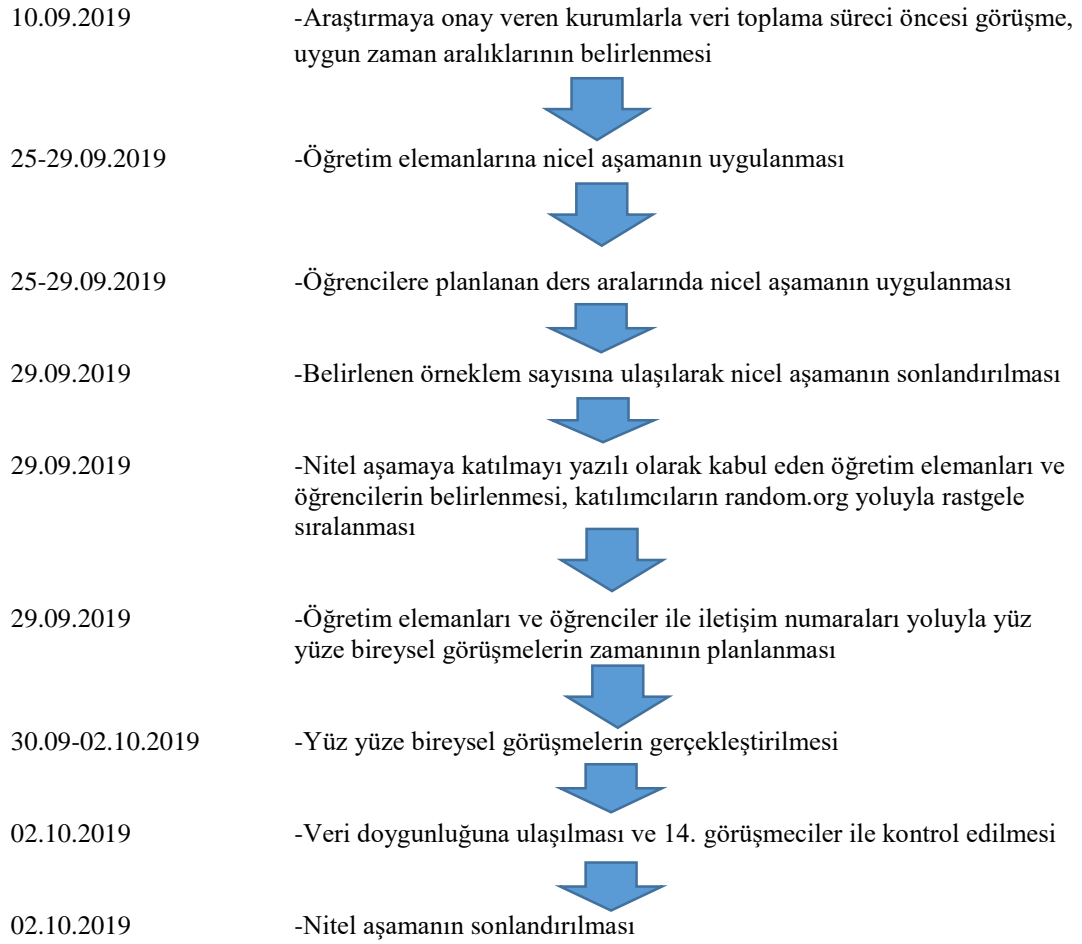 10.09.2019 -Araştırmaya onay veren kurumlarla veri toplama süreci öncesi görüşme,
uygun zaman aralıklarının belirlenmesi
25-29.09.2019 -Öğretim elemanlarına nicel aşamanın uygulanması
25-29.09.2019 -Öğrencilere planlanan ders aralarında nicel aşamanın uygulanması
29.09.2019 -Belirlenen örneklem sayısına ulaşılarak nicel aşamanın sonlandırılması
29.09.2019 -Nitel aşamaya katılmayı yazılı olarak kabul eden öğretim elemanları ve
öğrencilerin belirlenmesi, katılımcıların random.org yoluyla rastgele
sıralanması
29.09.2019 -Öğretim elemanları ve öğrenciler ile iletişim numaraları yoluyla yüz
yüze bireysel görüşmelerin zamanının planlanması
30.09-02.10.2019 -Yüz yüze bireysel görüşmelerin gerçekleştirilmesi
02.10.2019 -Veri doygunluğuna ulaşılması ve 14. görüşmeciler ile kontrol edilmesi
02.10.2019 -Nitel aşamanın sonlandırılması